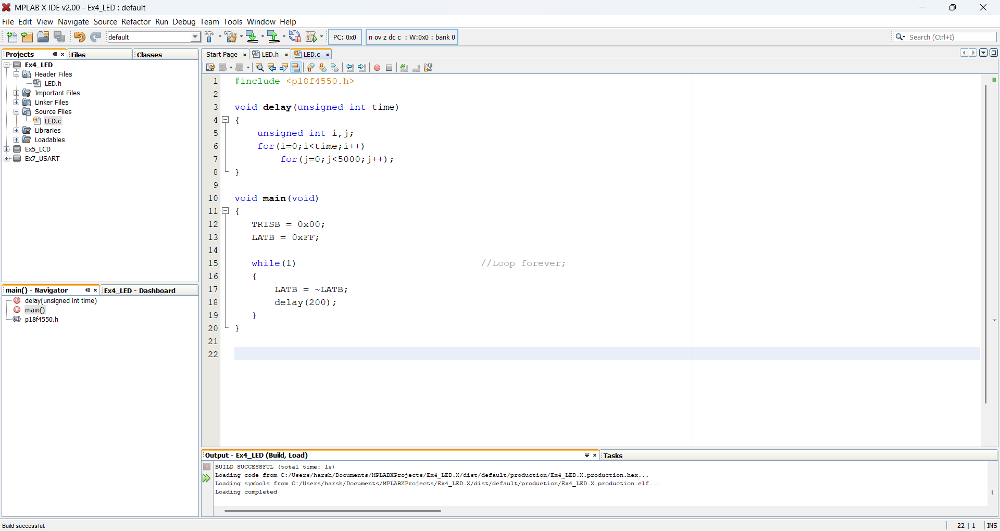 MPLAB X IDE v2.00 - Ex4_LED : default
File Edit View Navigate Source Refactor Run Debug Team Tools Window Help
default
PC: 0x0
n ov z dc c : W:0x0 : bank 0
Search (Ctrl+I)
Projects
Files
Classes
Ex4_LED
Header Files
LED.h
Important Files
Linker Files
Source Files
LED.c
Libraries
Loadables
Ex5_LCD
Ex7_USART
main() - Navigator
Ex4_LED - Dashboard
delay(unsigned int time)
main()
p18f4550.h
Start Page
LED.h
LED.c
1 #include <p18f4550.h>
2
3 void delay(unsigned int time)
4 {
5 unsigned int i,j;
6 for(i=0;i<time;i++)
7 for(j=0;j<5000;j++);
8 }
9
10 void main(void)
11 {
12 TRISB = 0x00;
13 LATB = 0xFF;
14
15 while(1) //Loop forever;
16 {
17 LATB = ~LATB;
18 delay(200);
19 }
20 }
21
22
Output - Ex4_LED (Build, Load)
Tasks
BUILD SUCCESSFUL (total time: 1s)
Loading code from C:/Users/harsh/Documents/MPLABXProjects/Ex4_LED.X/dist/default/production/Ex4_LED.X.production.hex...
Loading symbols from C:/Users/harsh/Documents/MPLABXProjects/Ex4_LED.X/dist/default/production/Ex4_LED.X.production.elf...
Loading completed
Build successful.
22 | 1
INS